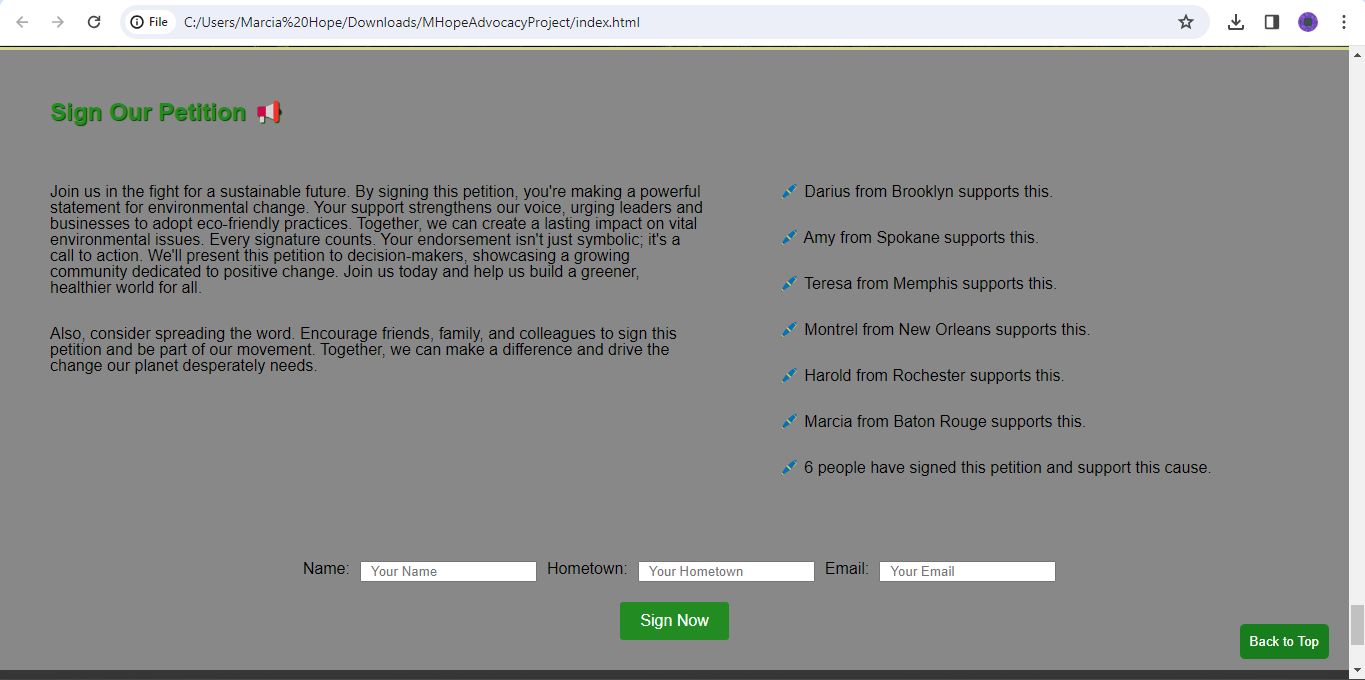 File C:/Users/Marcia%20Hope/Downloads/MHopeAdvocacyProject/index.html
Sign Our Petition 📢
Join us in the fight for a sustainable future. By signing this petition, you're making a powerful
statement for environmental change. Your support strengthens our voice, urging leaders and
businesses to adopt eco-friendly practices. Together, we can create a lasting impact on vital
environmental issues. Every signature counts. Your endorsement isn't just symbolic; it's a
call to action. We'll present this petition to decision-makers, showcasing a growing
community dedicated to positive change. Join us today and help us build a greener,
healthier world for all.
Also, consider spreading the word. Encourage friends, family, and colleagues to sign this
petition and be part of our movement. Together, we can make a difference and drive the
change our planet desperately needs.
🖊️ Darius from Brooklyn supports this.
🖊️ Amy from Spokane supports this.
🖊️ Teresa from Memphis supports this.
🖊️ Montrel from New Orleans supports this.
🖊️ Harold from Rochester supports this.
🖊️ Marcia from Baton Rouge supports this.
🖊️ 6 people have signed this petition and support this cause.
Name: Your Name Hometown: Your Hometown Email: Your Email
Sign Now
Back to Top